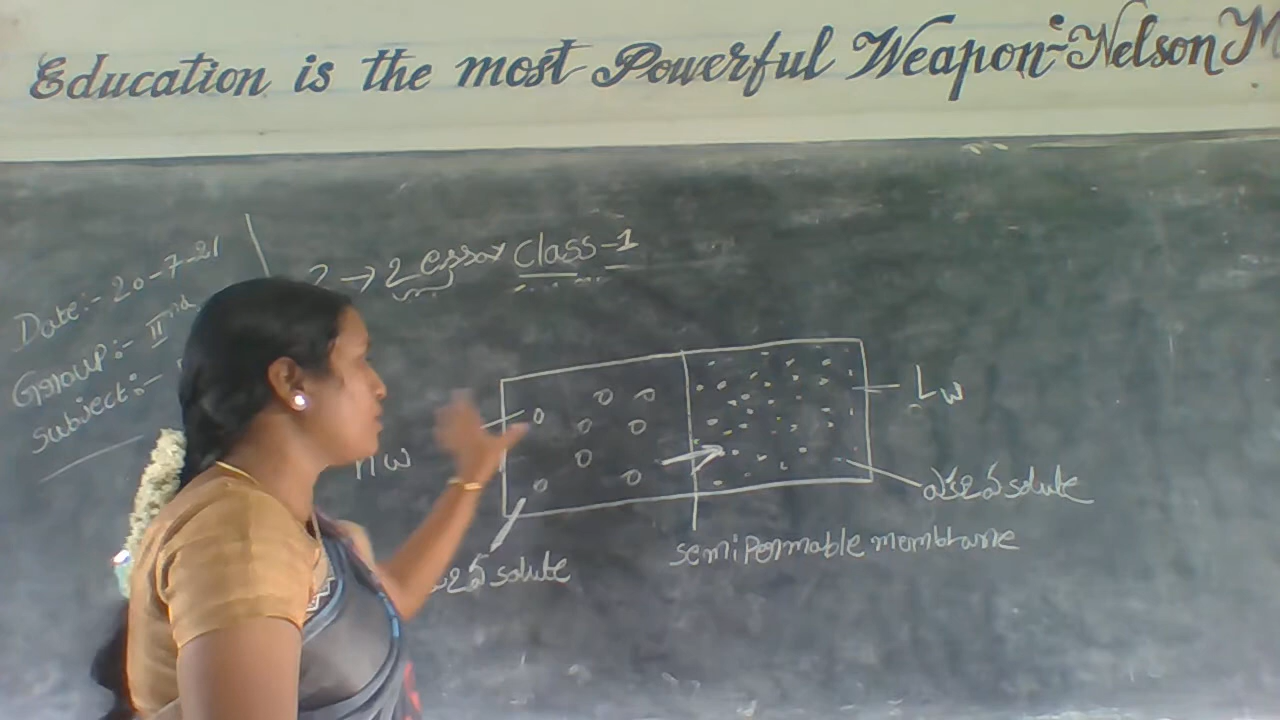 Education is the most Powerful Weapon-Nelson M
Date:- 20-7-21
Group:- IInd
Subject:-
2 → 2 essay Class-1
Lw
Hw
solute
solute
semipermable membrane